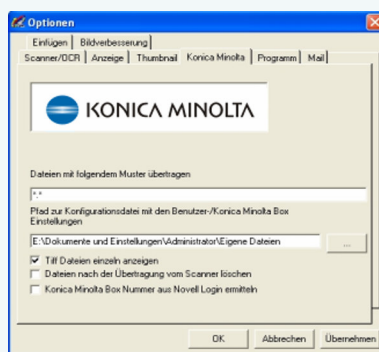 Optionen
Einfügen Bildverbesserung
Scanner/OCR Anzeige Thumbnail Konica Minolta Programm Mail
KONICA MINOLTA
Dateien mit folgendem Muster übertragen
*.*
Pfad zur Konfigurationsdatei mit den Benutzer-/Konica Minolta Box
Einstellungen
E:\Dokumente und Einstellungen\Administrator\Eigene Dateien
...
Tiff Dateien einzeln anzeigen
Dateien nach der Übertragung vom Scanner löschen
Konica Minolta Box Nummer aus Novell Login ermitteln
OK Abbrechen Übernehmen